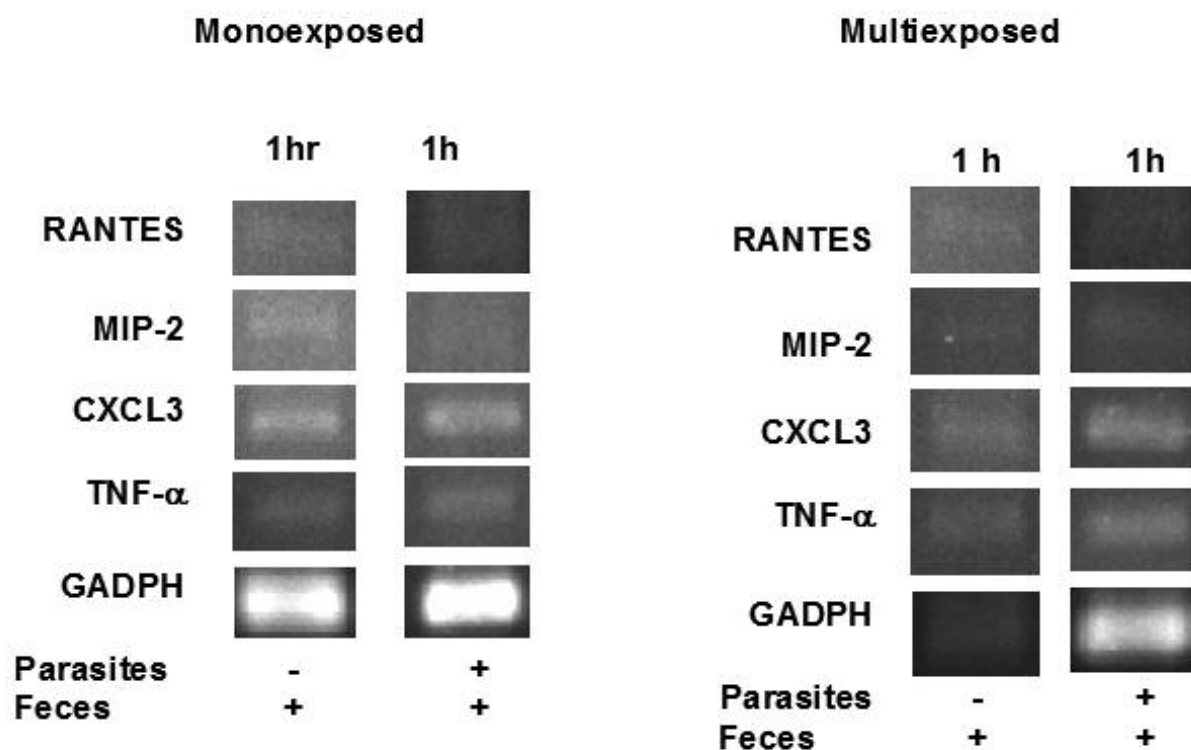 Monoexposed
1hr 1h
RANTES
MIP-2
CXCL3
TNF-α
GADPH
Parasites - +
Feces + +
Multiexposed
1 h 1h
RANTES
MIP-2
CXCL3
TNF-α
GADPH
Parasites - +
Feces + +